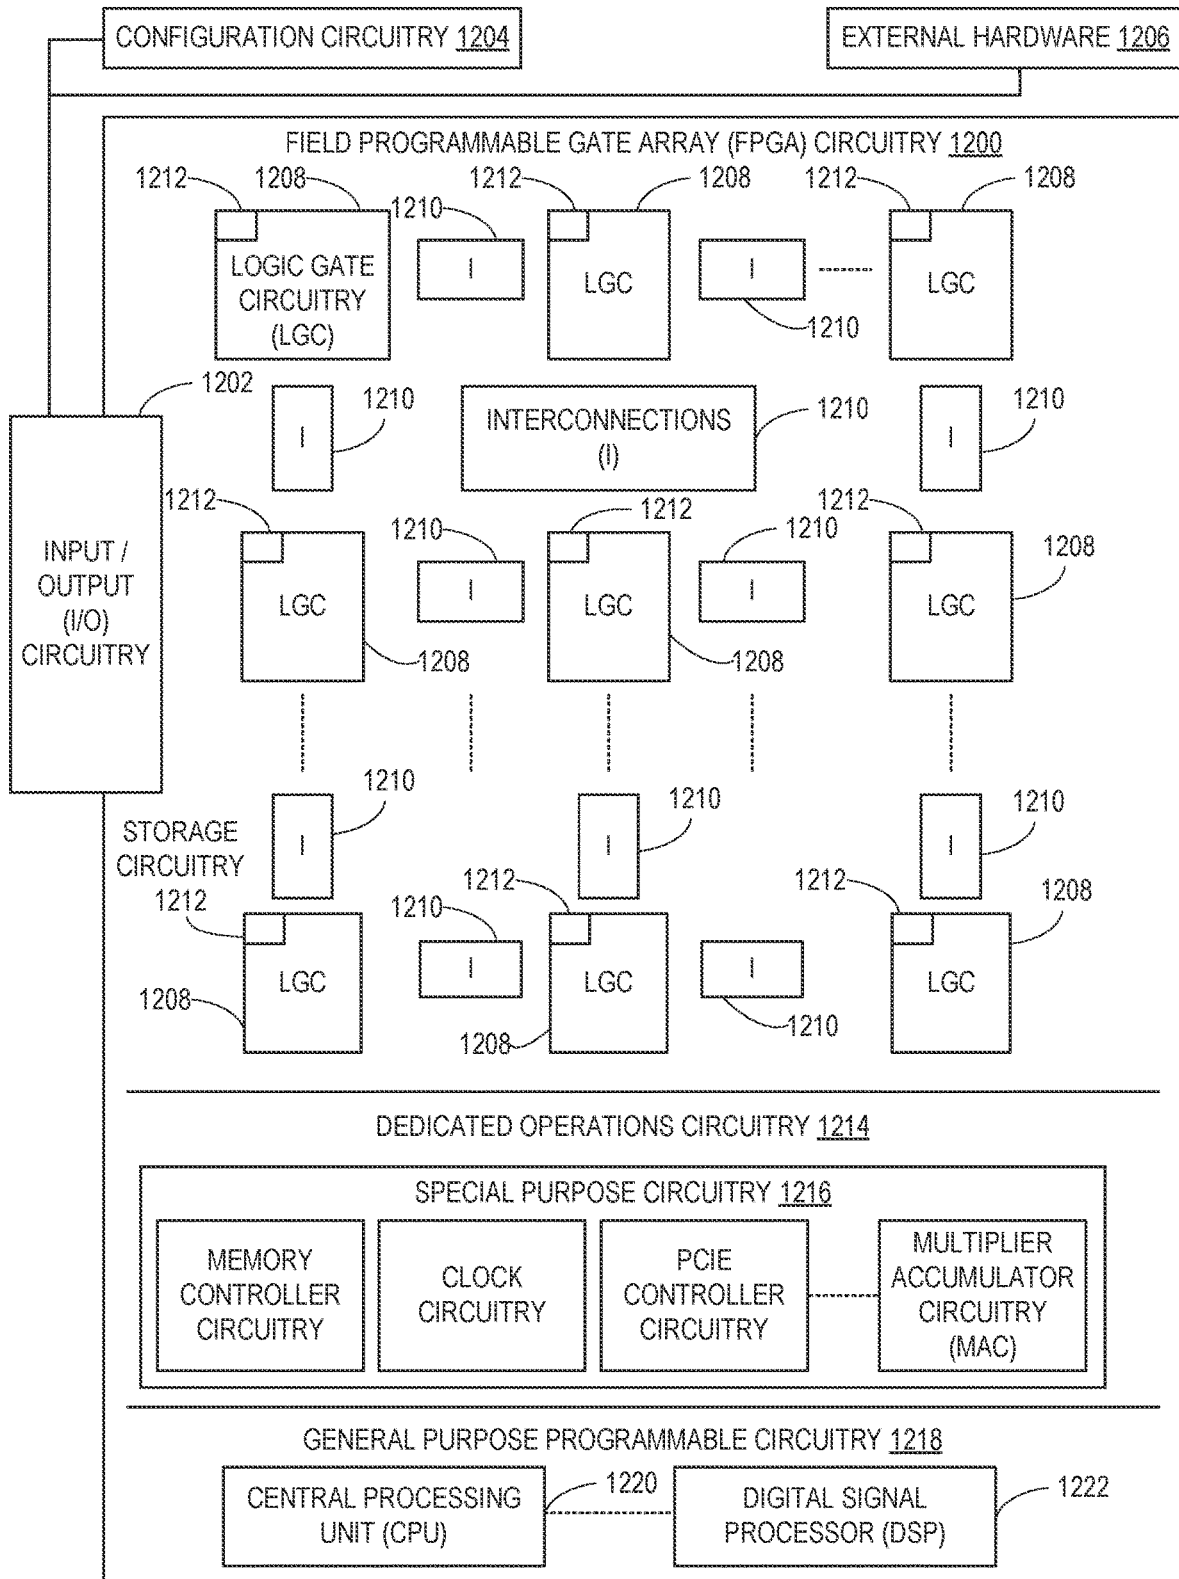 CONFIGURATION CIRCUITRY 1204
EXTERNAL HARDWARE 1206
FIELD PROGRAMMABLE GATE ARRAY (FPGA) CIRCUITRY 1200
1212
1208
1210
1212
1208
1212
1208
LOGIC GATE
CIRCUITRY
(LGC)
I
LGC
I
LGC
1210
1202
1210
INTERCONNECTIONS
(I)
1210
1210
I
I
1212
1210
1212
1210
1212
1208
INPUT /
OUTPUT
(I/O)
CIRCUITRY
LGC
I
LGC
I
LGC
1208
1208
1210
1210
1210
STORAGE
CIRCUITRY
I
I
I
1212
1210
1212
1212
1208
LGC
I
LGC
I
LGC
1208
1208
1210
DEDICATED OPERATIONS CIRCUITRY 1214
SPECIAL PURPOSE CIRCUITRY 1216
MEMORY
CONTROLLER
CIRCUITRY
CLOCK
CIRCUITRY
PCIE
CONTROLLER
CIRCUITRY
MULTIPLIER
ACCUMULATOR
CIRCUITRY
(MAC)
GENERAL PURPOSE PROGRAMMABLE CIRCUITRY 1218
CENTRAL PROCESSING
UNIT (CPU)
1220
DIGITAL SIGNAL
PROCESSOR (DSP)
1222